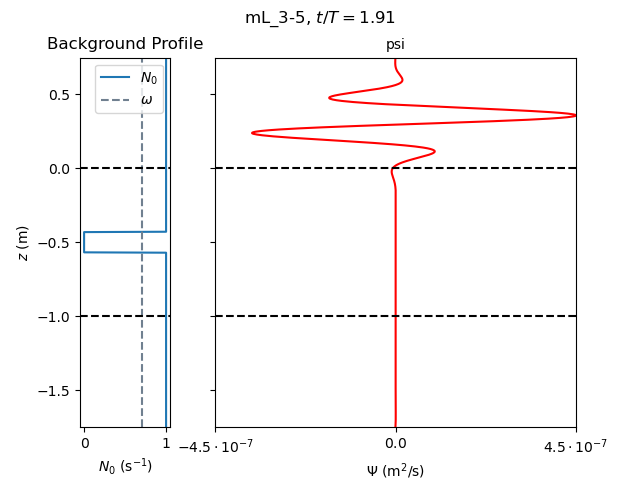 mL_3-5, t/T = 1.91
Background Profile
psi
N₀
ω
z (m)
0.5
0.0
−0.5
−1.0
−1.5
0 1
N₀ (s⁻¹)
−4.5 · 10⁻⁷ 0.0 4.5 · 10⁻⁷
Ψ (m²/s)